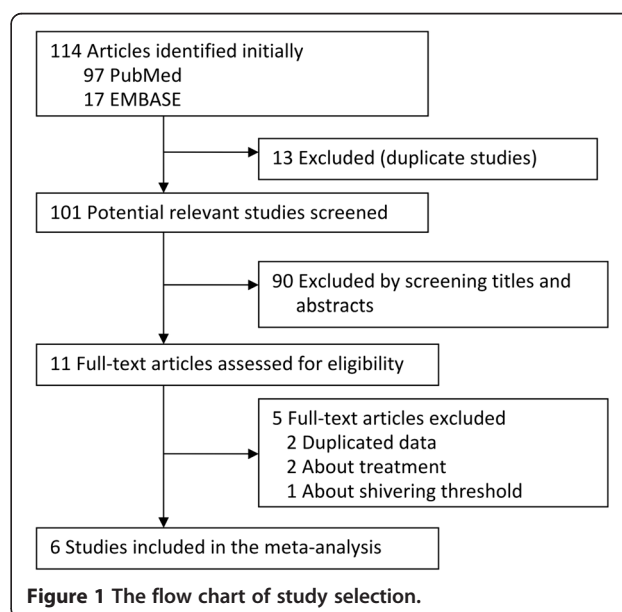 114 Articles identified initially
97 PubMed
17 EMBASE
13 Excluded (duplicate studies)
101 Potential relevant studies screened
90 Excluded by screening titles and
abstracts
11 Full-text articles assessed for eligibility
5 Full-text articles excluded
2 Duplicated data
2 About treatment
1 About shivering threshold
6 Studies included in the meta-analysis
Figure 1 The flow chart of study selection.